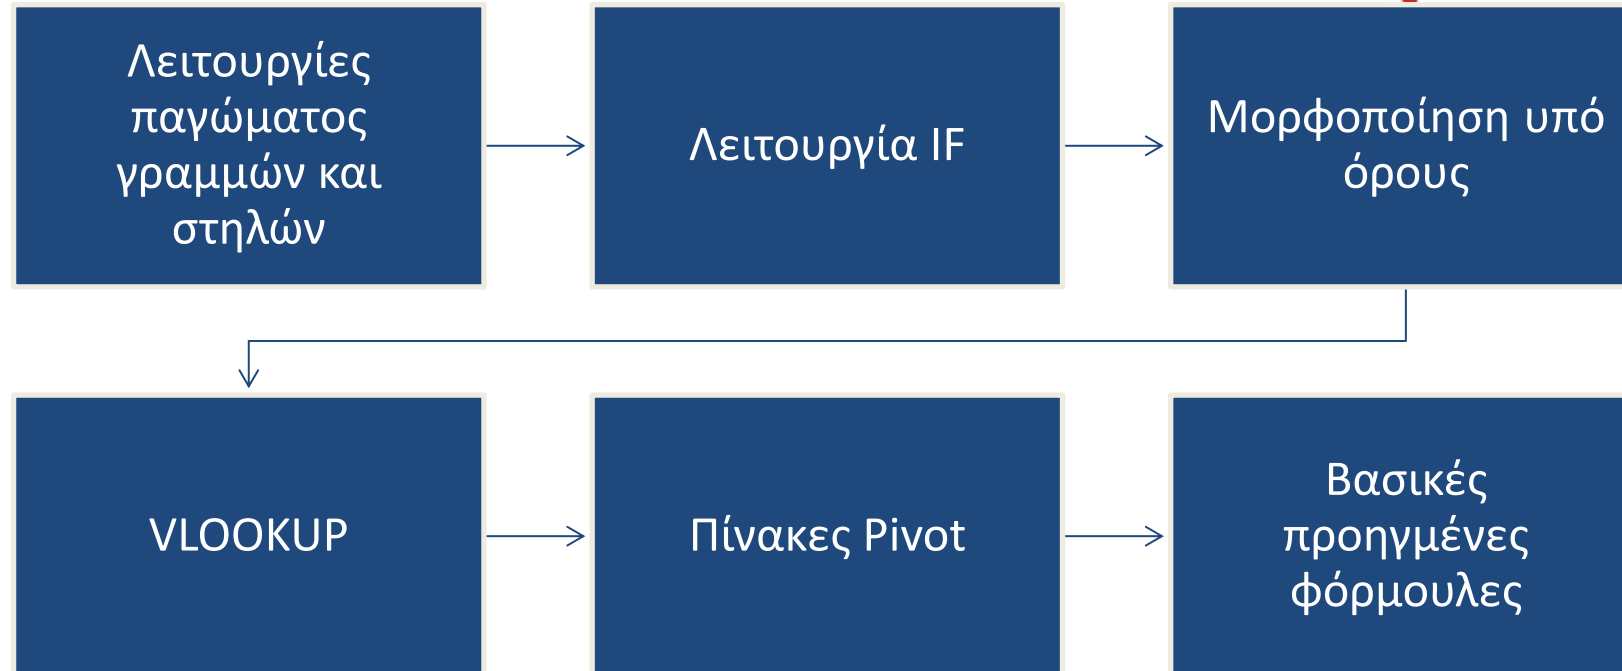 Λειτουργίες
παγώματος
γραμμών και
στηλών
Λειτουργία IF
Μορφοποίηση υπό
όρους
VLOOKUP
Πίνακες Pivot
Βασικές
προηγμένες
φόρμουλες